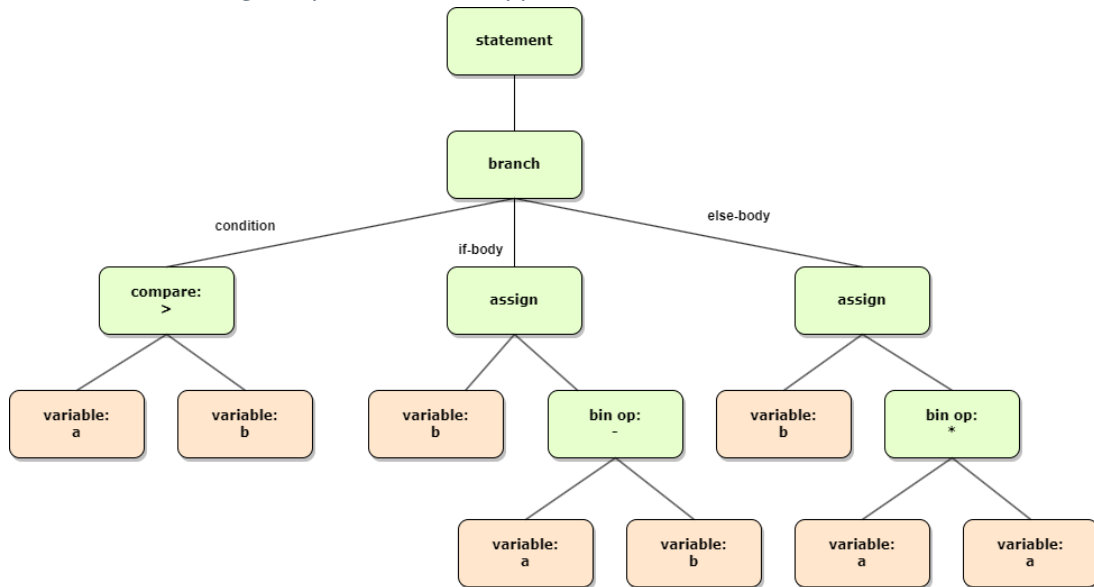 statement
branch
condition
if-body
else-body
compare:
>
assign
assign
variable:
a
variable:
b
variable:
b
bin op:
-
variable:
b
bin op:
*
variable:
a
variable:
b
variable:
a
variable:
a